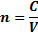 n = C/V